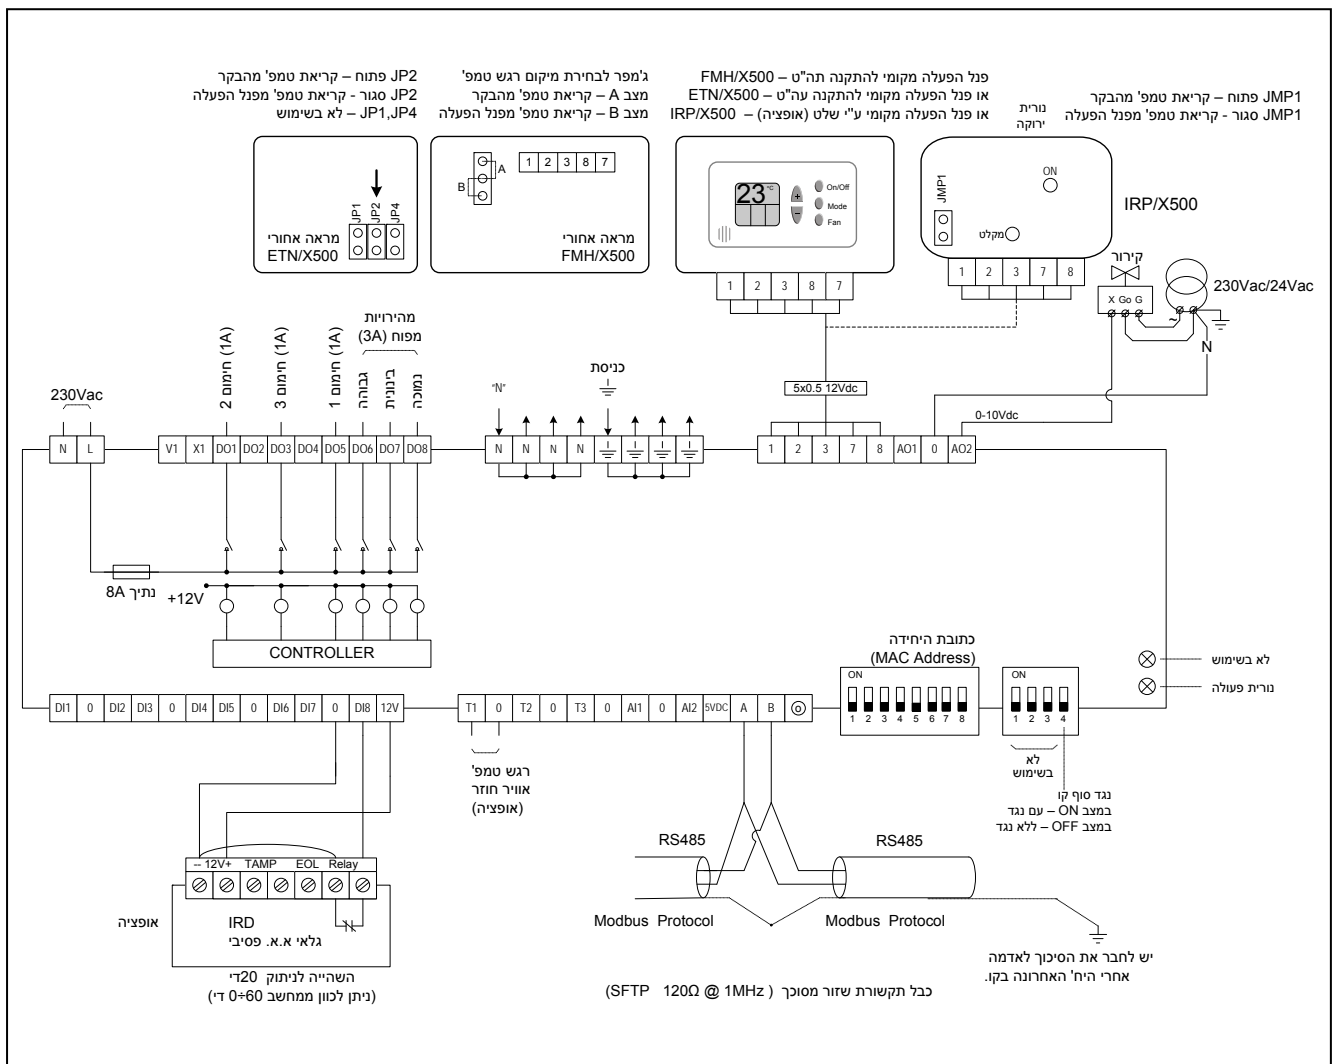 JP2 פתוח – קריאת טמפ' מהבקר
JP2 סגור - קריאת טמפ' מפנל הפעלה
JP1,JP4 – לא בשימוש
ג'מפר לבחירת מיקום רגש טמפ'
מצב A – קריאת טמפ' מהבקר
מצב B – קריאת טמפ' מפנל הפעלה
פנל הפעלה מקומי להתקנה תה"ט – FMH/X500
או פנל הפעלה מקומי להתקנה עה"ט – ETN/X500
או פנל הפעלה מקומי ע"י שלט (אופציה) – IRP/X500
נורית
ירוקה
JMP1 פתוח – קריאת טמפ' מהבקר
JMP1 סגור - קריאת טמפ' מפנל הפעלה
JP1
JP2
JP4
מראה אחורי
ETN/X500
A
B
1 2 3 8 7
מראה אחורי
FMH/X500
23 °C
+
–
On/Off
Mode
Fan
1 2 3 8 7
JMP1
ON
מקלט
IRP/X500
1 2 3 7 8
קירור
X Go G
~
230Vac/24Vac
N
230Vac
חימום 2 (1A)
חימום 3 (1A)
חימום 1 (1A)
מהירויות
מפוח (3A)
גבוהה
בינונית
נמוכה
"N"
כניסת
5x0.5 12Vdc
0-10Vdc
N L
V1 X1 DO1 DO2 DO3 DO4 DO5 DO6 DO7 DO8
N N N N
1 2 3 7 8 AO1 0 AO2
נתיך 8A
+12V
CONTROLLER
כתובת היחידה
(MAC Address)
ON
1 2 3 4 5 6 7 8
ON
1 2 3 4
לא בשימוש
נורית פעולה
DI1 0 DI2 DI3 0 DI4 DI5 0 DI6 DI7 0 DI8 12V
T1 0 T2 0 T3 0 AI1 0 AI2 5VDC A B
רגש טמפ'
אוויר חוזר
(אופציה)
לא
בשימוש
נגד סוף קו
במצב ON – עם נגד
במצב OFF – ללא נגד
-- 12V+ TAMP EOL Relay
אופציה
IRD
גלאי א.א. פסיבי
השהייה לניתוק 20די
(ניתן לכוון ממחשב 60÷0 די)
RS485
RS485
Modbus Protocol
Modbus Protocol
יש לחבר את הסיכוך לאדמה
אחרי היח' האחרונה בקו.
כבל תקשורת שזור מסוכך (SFTP 120Ω @ 1MHz)